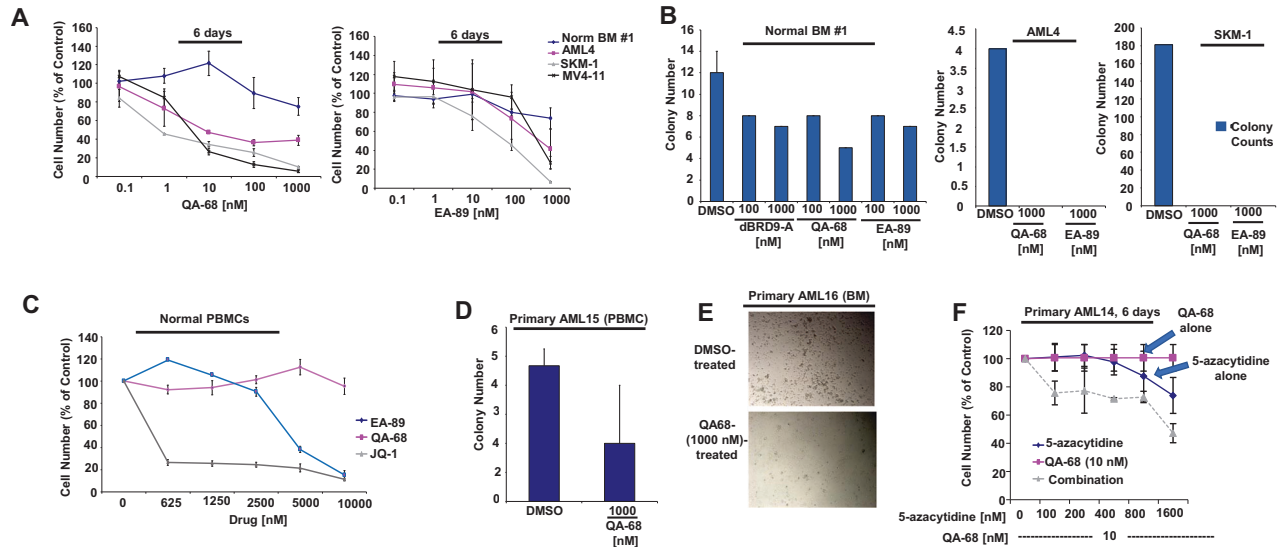 A
6 days
Cell Number (% of Control)
160
140
120
100
80
60
40
20
0
0.1
1
10
100
1000
QA-68 [nM]
6 days
Cell Number (% of Control)
160
140
120
100
80
60
40
20
0
0.1
1
10
100
1000
EA-89 [nM]
Norm BM #1
AML4
SKM-1
MV4-11
B
Normal BM #1
Colony Number
16
14
12
10
8
6
4
2
0
DMSO
100 1000
dBRD9-A
[nM]
100 1000
QA-68
[nM]
100 1000
EA-89
[nM]
AML4
Colony Number
4.5
4
3.5
3
2.5
2
1.5
1
0.5
0
DMSO
1000
QA-68
[nM]
1000
EA-89
[nM]
SKM-1
Colony Number
200
180
160
140
120
100
80
60
40
20
0
DMSO
1000
QA-68
[nM]
1000
EA-89
[nM]
Colony
Counts
C
Normal PBMCs
Cell Number (% of Control)
140
120
100
80
60
40
20
0
0
625
1250
2500
5000
10000
Drug [nM]
EA-89
QA-68
JQ-1
D
Primary AML15 (PBMC)
Colony Number
6
5
4
2
2
4
0
DMSO
1000
QA-68
[nM]
E
Primary AML16 (BM)
DMSO-
treated
QA68-
(1000 nM)-
treated
F
Primary AML14, 6 days
QA-68
alone
5-azacytidine
alone
Cell Number (% of Control)
120
100
80
60
40
20
0
5-azacytidine
QA-68 (10 nM)
Combination
5-azacytidine [nM]
0
100
200
400
800
1600
QA-68 [nM]
10